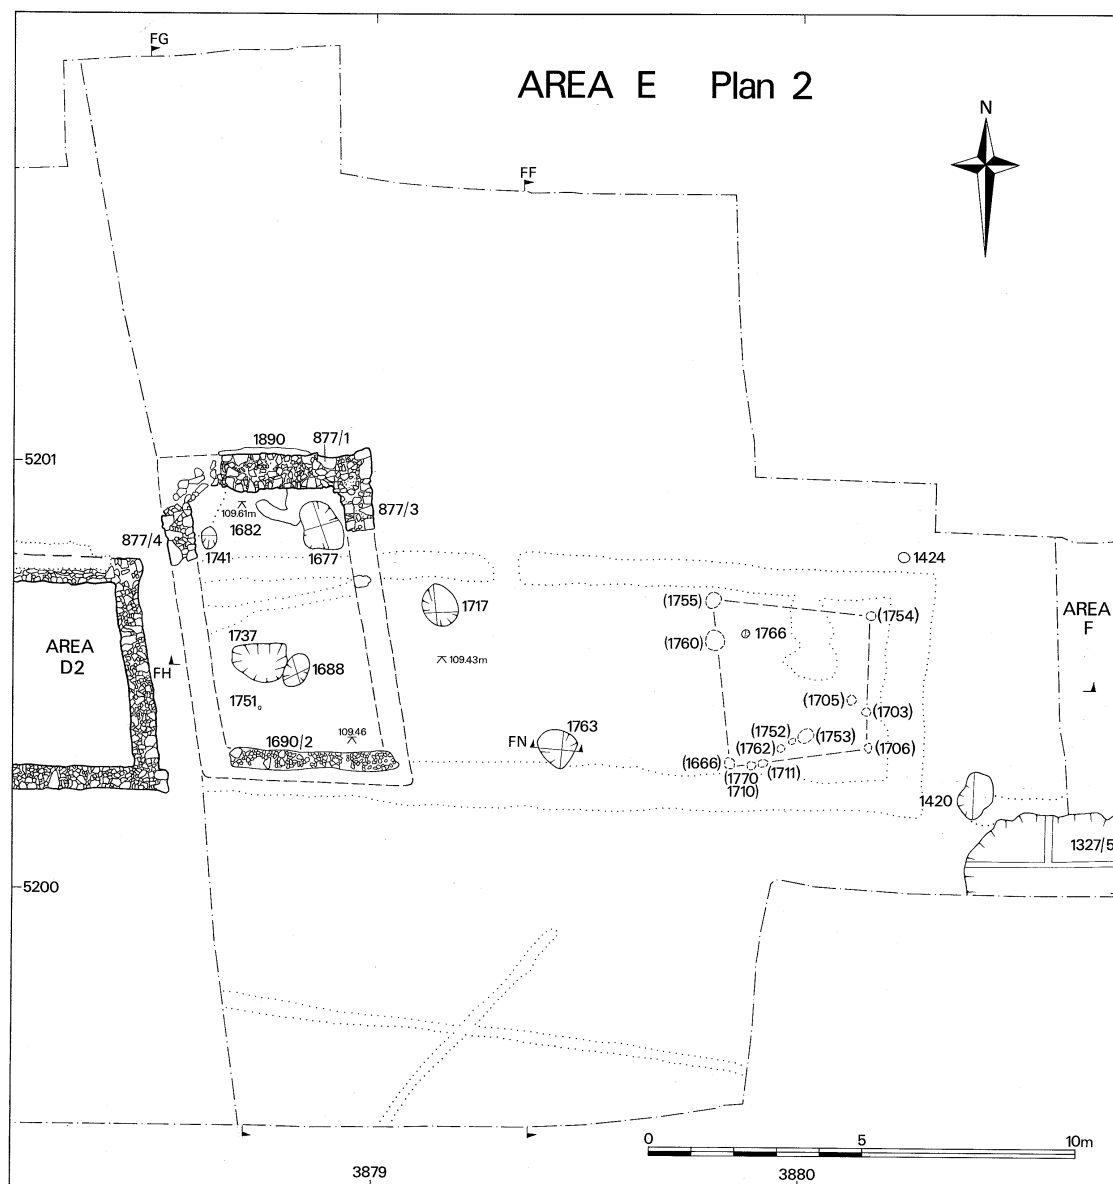 FG
AREA E Plan 2
N
FF
1890
877/1
5201
109.61m
877/3
1682
877/4
1741
1677
1424
(1755)
1717
(1754)
AREA
F
1737
(1760)
1766
AREA
D2
109.43m
FH
1688
1751
(1705)
(1703)
1763
109.46
(1752)
(1753)
1690/2
FN
(1762)
(1706)
(1666)
(1711)
(1770
1710)
1420
1327/5
5200
0 5 10m
3879
3880